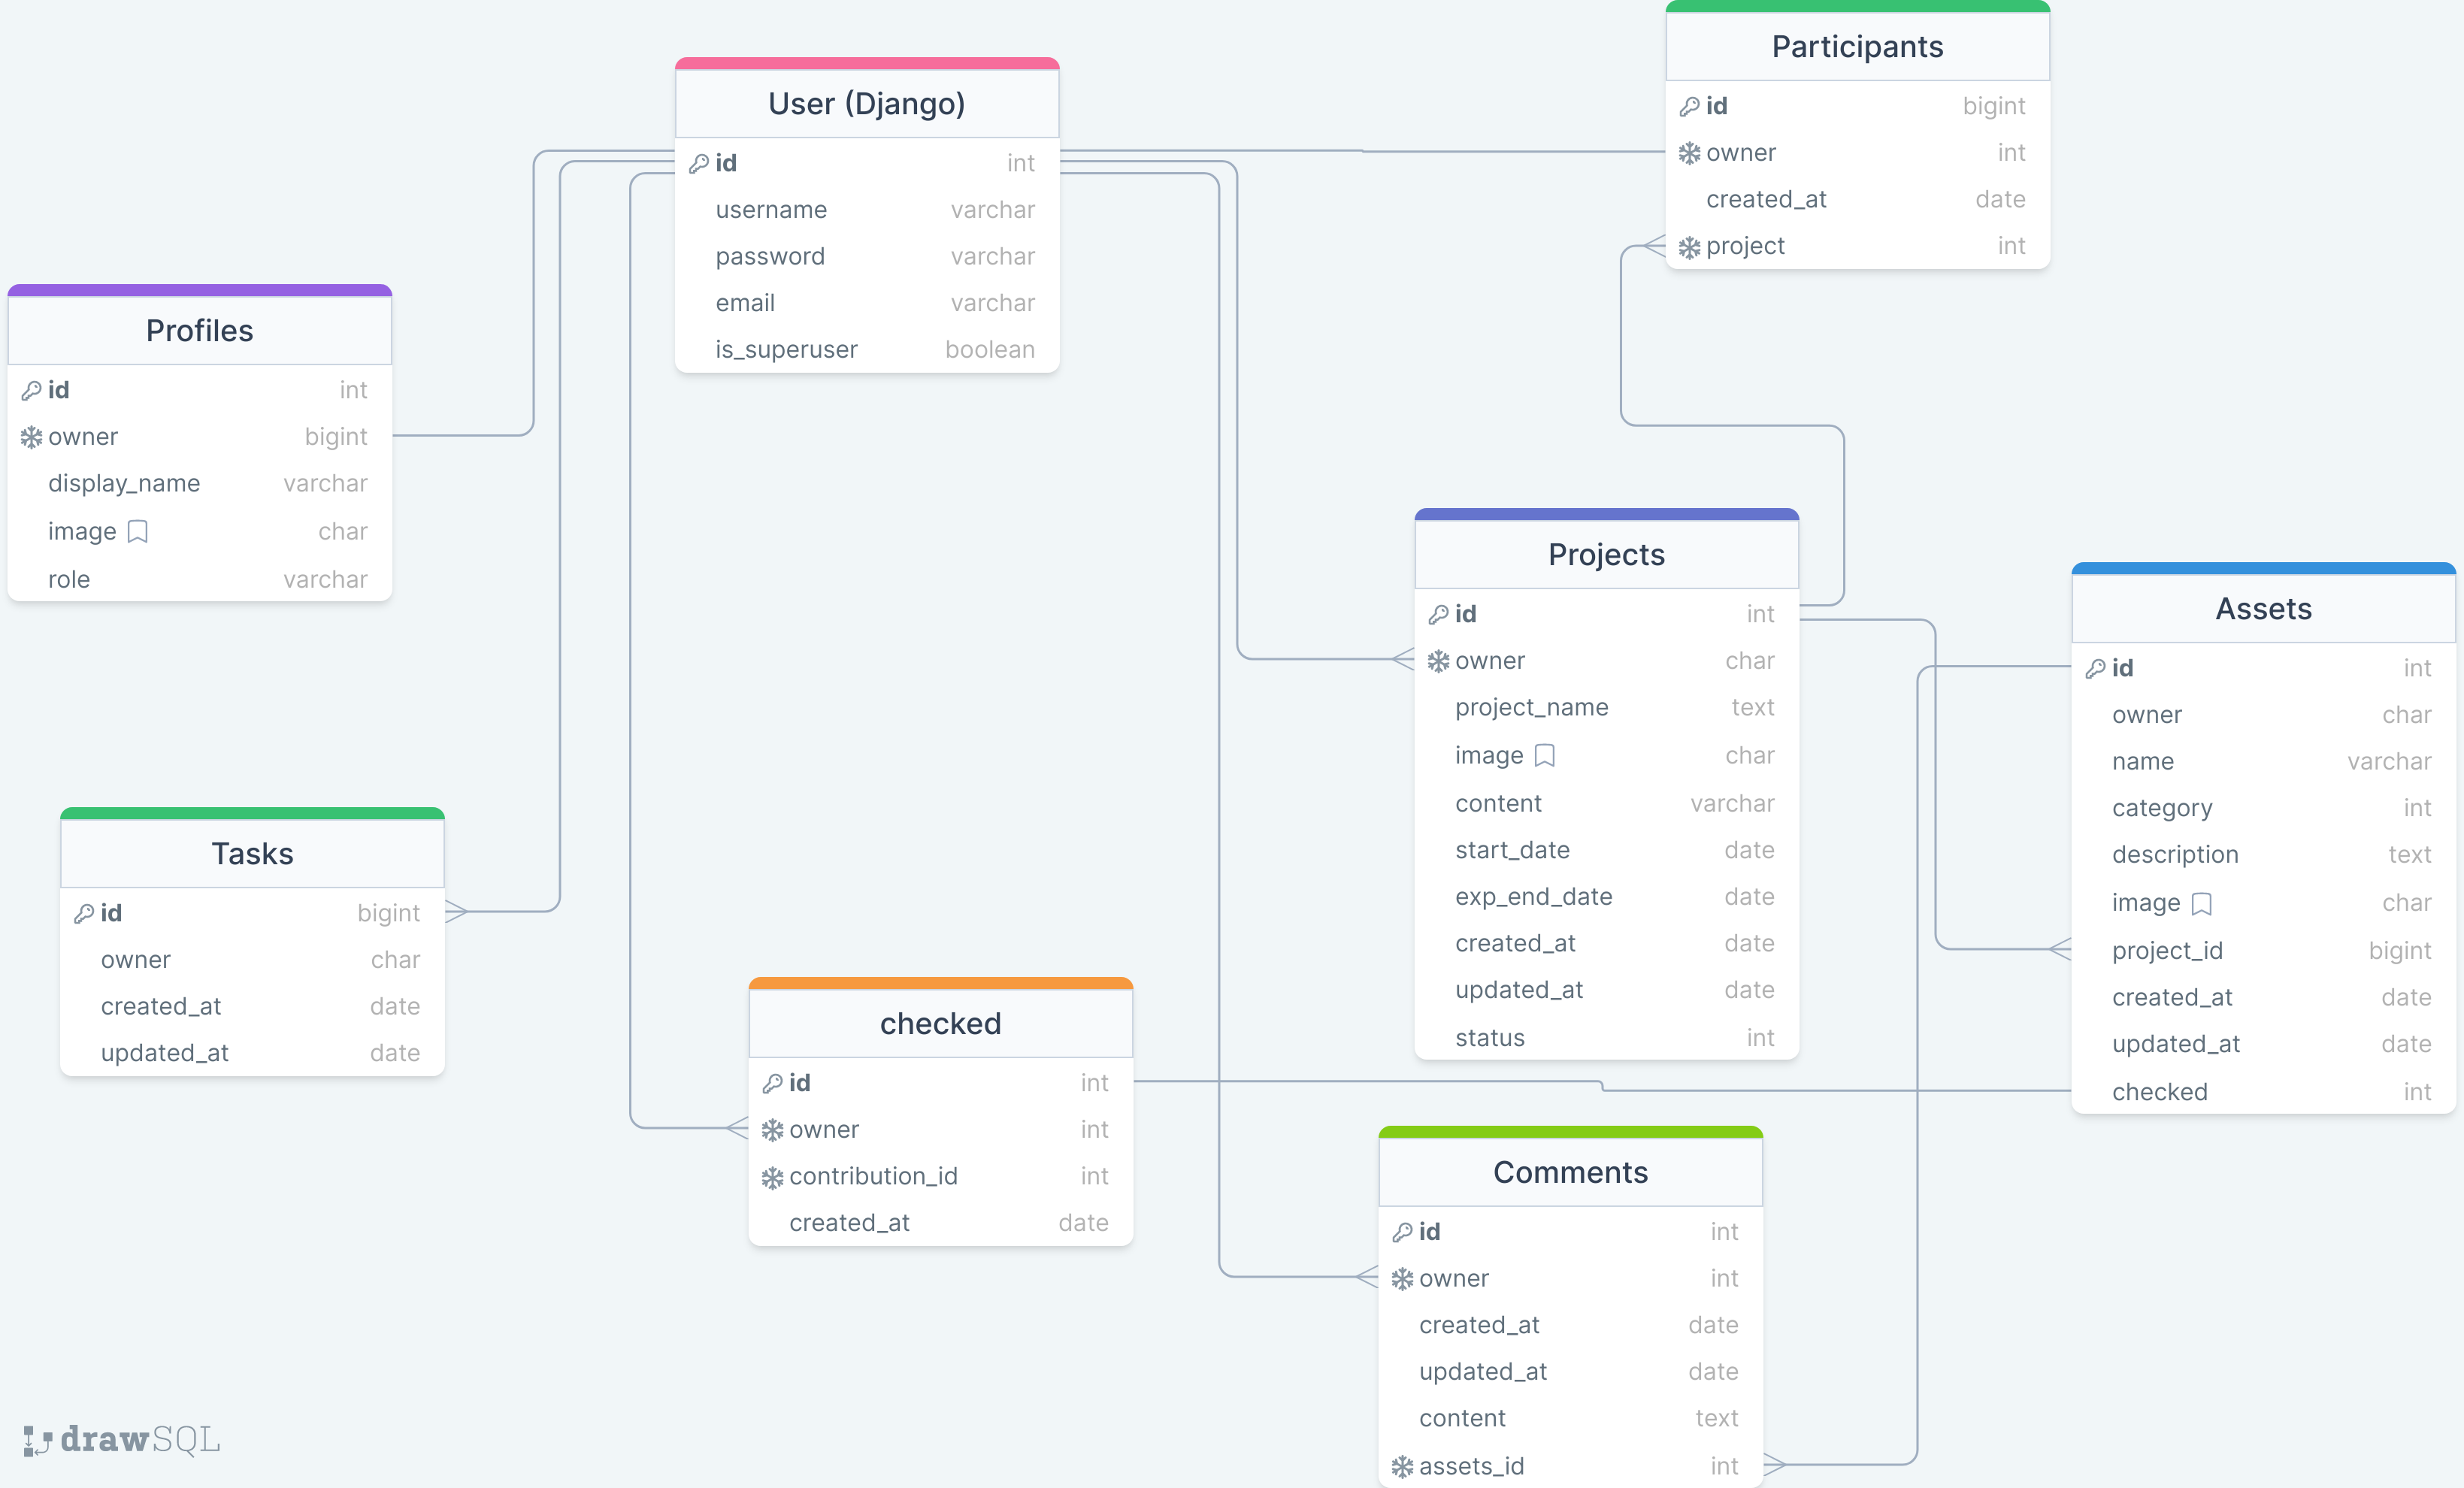 User (Django)
id int
username varchar
password varchar
email varchar
is_superuser boolean
Participants
id bigint
owner int
created_at date
project int
Profiles
id int
owner bigint
display_name varchar
image char
role varchar
Projects
id int
owner char
project_name text
image char
content varchar
start_date date
exp_end_date date
created_at date
updated_at date
status int
Assets
id int
owner char
name varchar
category int
description text
image char
project_id bigint
created_at date
updated_at date
checked int
Tasks
id bigint
owner char
created_at date
updated_at date
checked
id int
owner int
contribution_id int
created_at date
Comments
id int
owner int
created_at date
updated_at date
content text
assets_id int
drawSQL